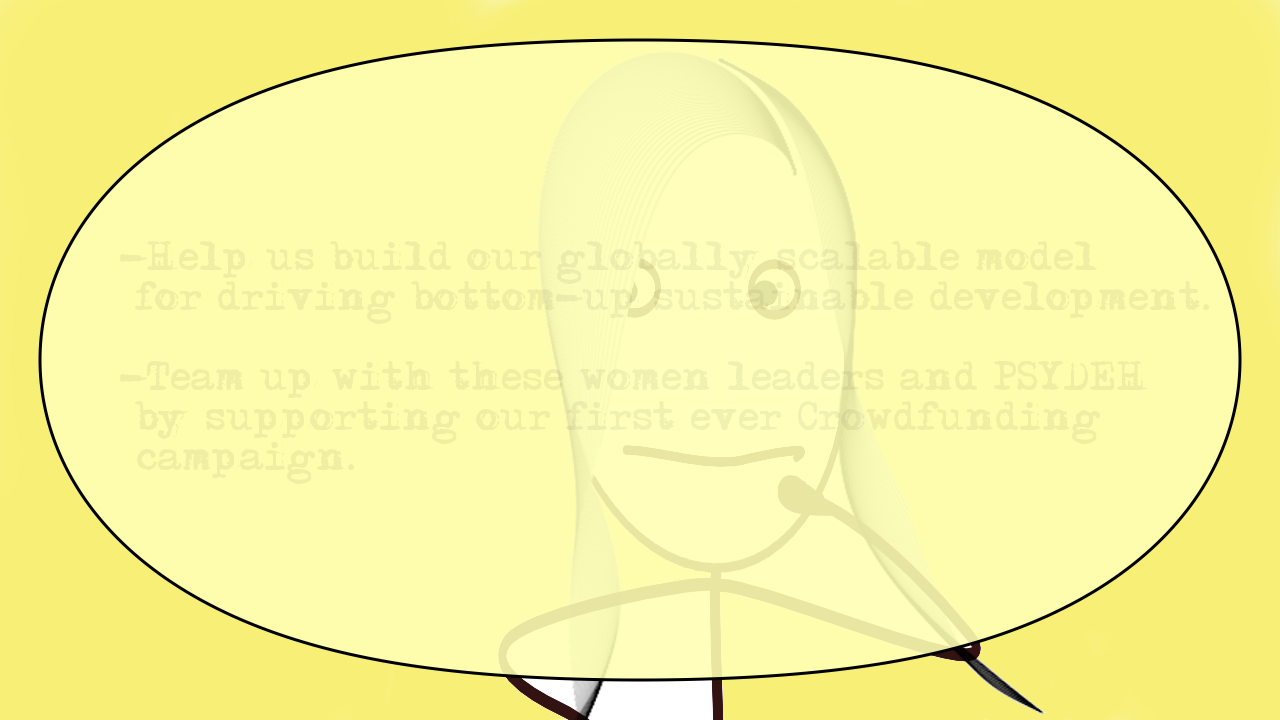 -Help us build our globally scalable model
for driving bottom-up sustainable development.
-Team up with these women leaders and PSYDEH
by supporting our first ever Crowdfunding
campaign.